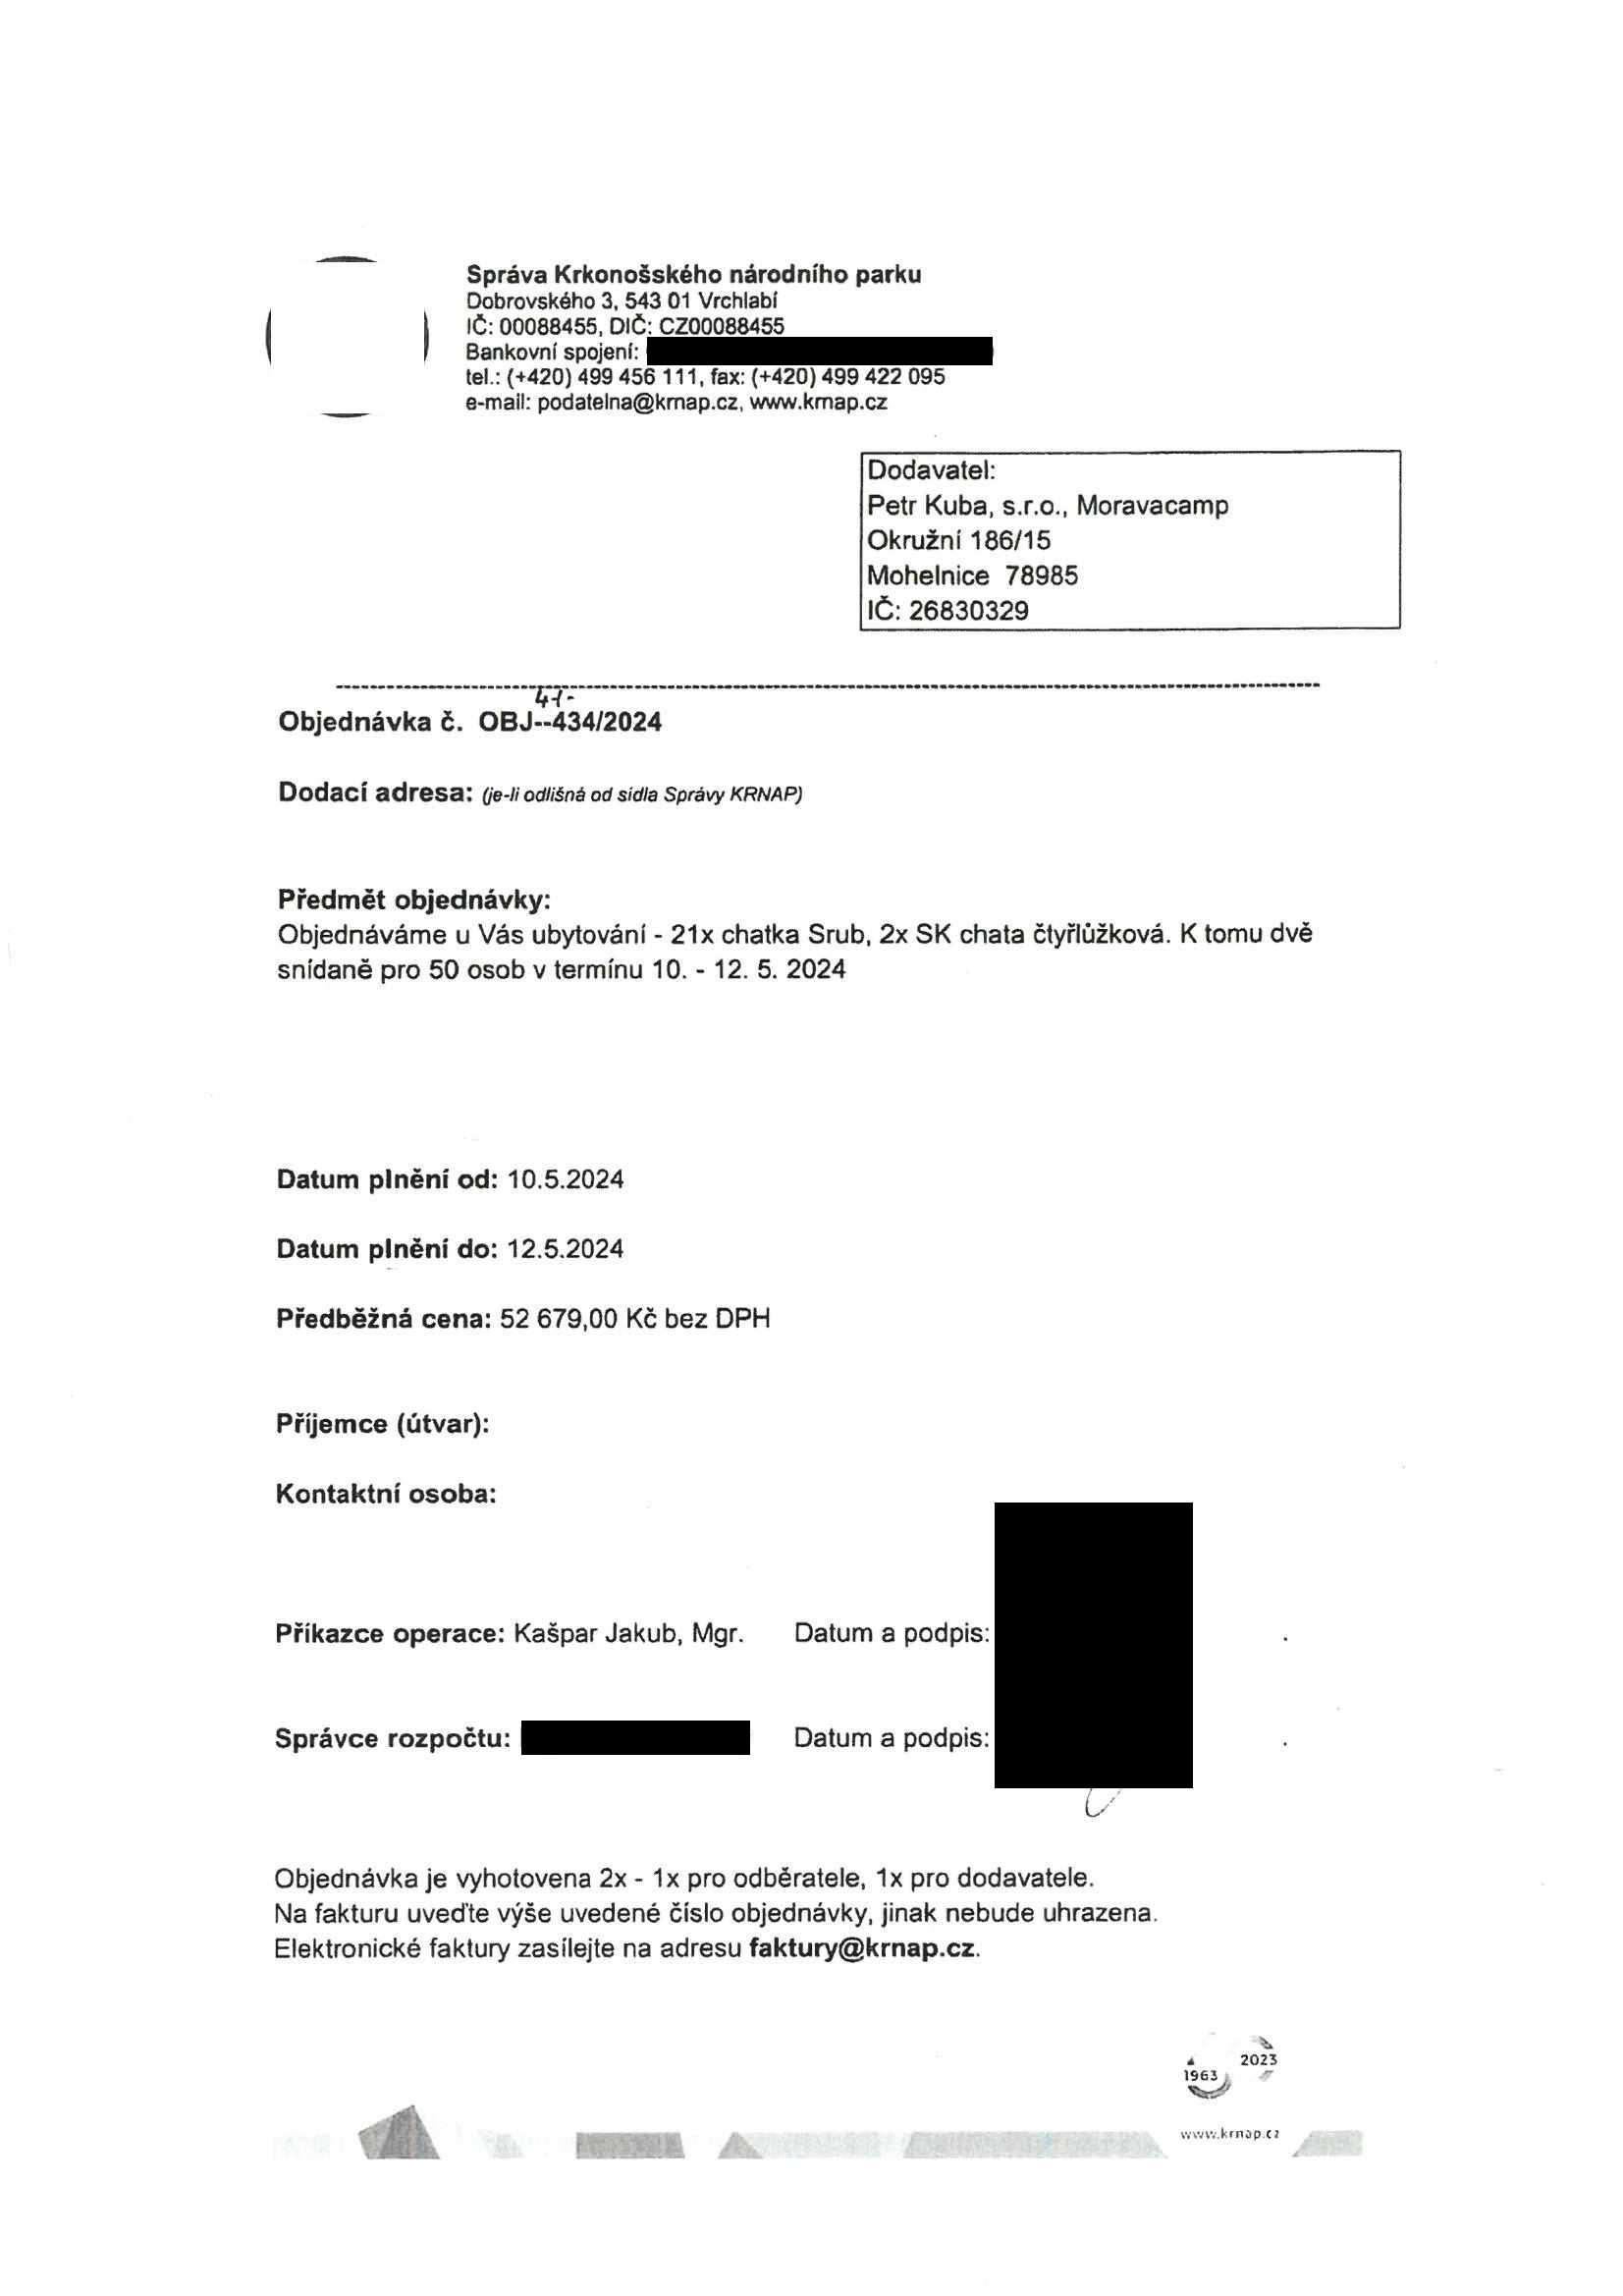 Správa Krkonošského národního parku
Dobrovského 3, 543 01 Vrchlabí
IČ: 00088455, DIČ: CZ00088455
Bankovní spojení:
tel.: (+420) 499 456 111, fax: (+420) 499 422 095
e-mail: podatelna@krnap.cz, www.krnap.cz
Dodavatel:
Petr Kuba, s.r.o., Moravacamp
Okružní 186/15
Mohelnice 78985
IČ: 26830329
Objednávka č. OBJ--434/2024
Dodací adresa: (je-li odlišná od sídla Správy KRNAP)
Předmět objednávky:
Objednáváme u Vás ubytování - 21x chatka Srub, 2x SK chata čtyřlůžková. K tomu dvě
snídaně pro 50 osob v termínu 10. - 12. 5. 2024
Datum plnění od: 10.5.2024
Datum plnění do: 12.5.2024
Předběžná cena: 52 679,00 Kč bez DPH
Příjemce (útvar):
Kontaktní osoba:
Příkazce operace: Kašpar Jakub, Mgr. Datum a podpis:
Správce rozpočtu: Datum a podpis:
Objednávka je vyhotovena 2x - 1x pro odběratele, 1x pro dodavatele.
Na fakturu uveďte výše uvedené číslo objednávky, jinak nebude uhrazena.
Elektronické faktury zasílejte na adresu faktury@krnap.cz.
2023
1963
www.krnap.cz